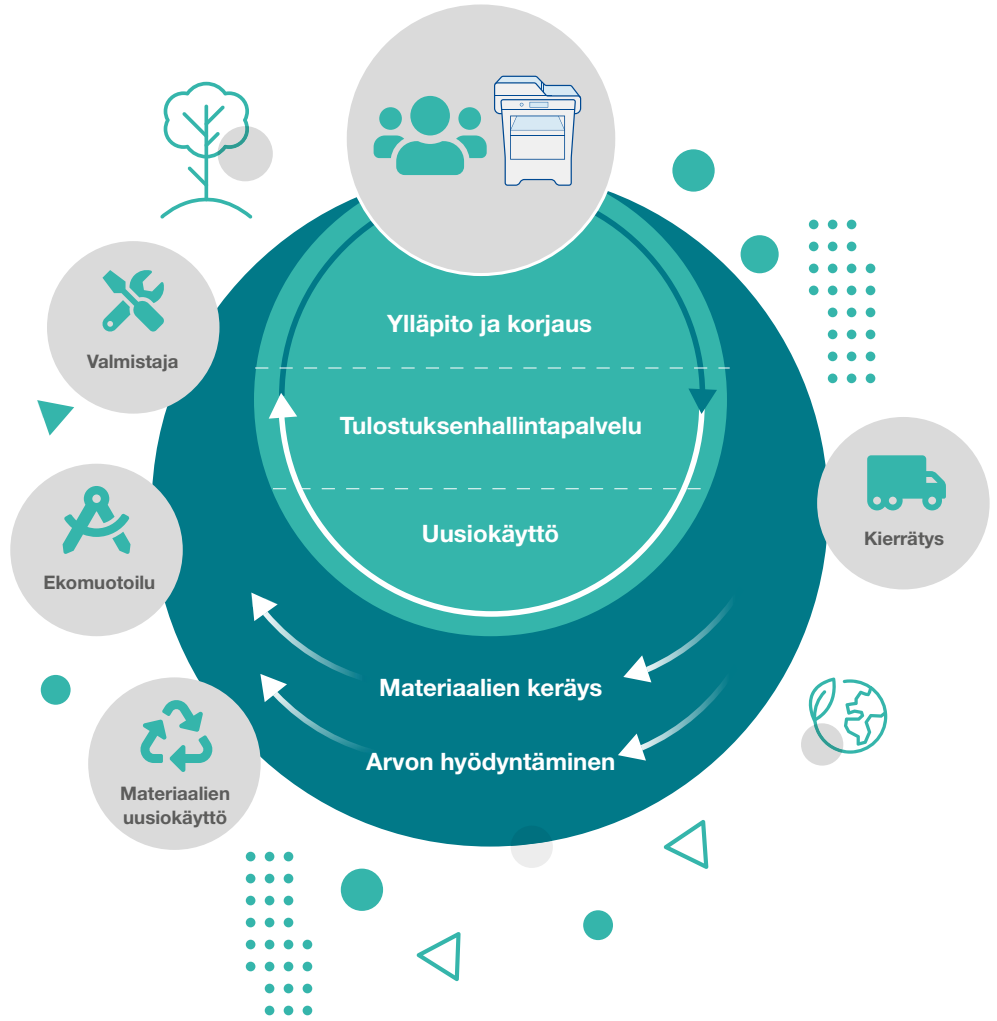 Ylläpito ja korjaus
Tulostuksenhallintapalvelu
Uusiokäyttö
Materiaalien keräys
Arvon hyödyntäminen
Valmistaja
Ekomuotoilu
Materiaalien
uusiokäyttö
Kierrätys